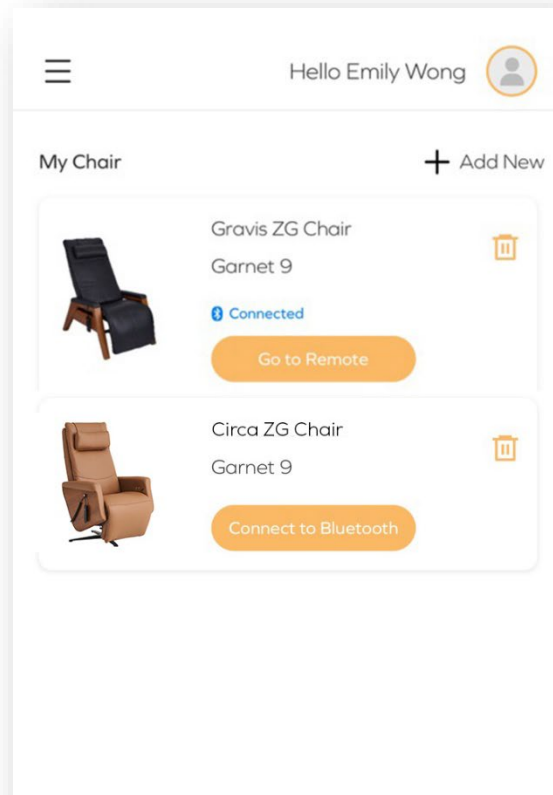 Hello Emily Wong
My Chair
Add New
Gravis ZG Chair
Garnet 9
Connected
Go to Remote
Circa ZG Chair
Garnet 9
Connect to Bluetooth